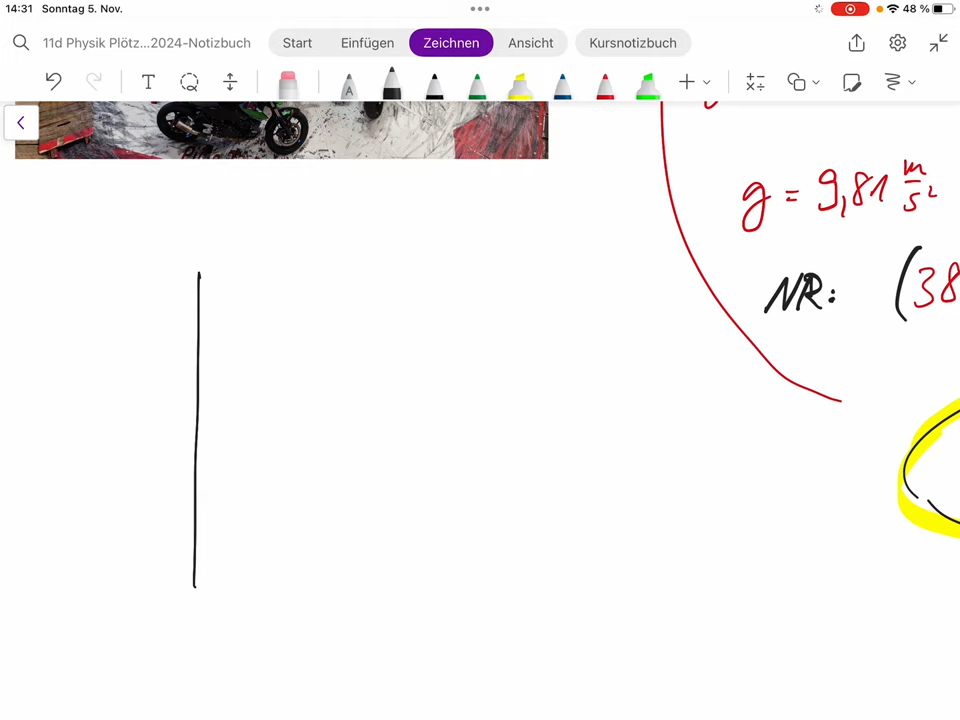 14:31 Sonntag 5. Nov.
48 %
11d Physik Plötz...2024-Notizbuch
Start
Einfügen
Zeichnen
Ansicht
Kursnotizbuch
T
A
g = 9,81 m/s²
NR: (38